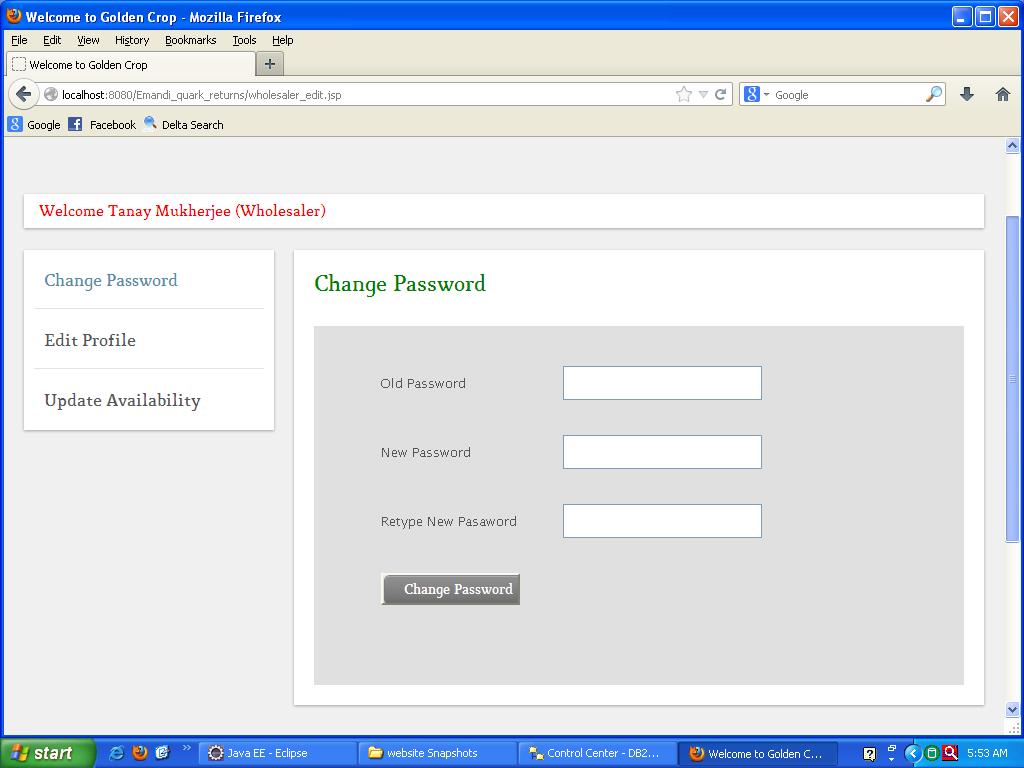 Welcome to Golden Crop - Mozilla Firefox
File Edit View History Bookmarks Tools Help
Welcome to Golden Crop
localhost:8080/Emandi_quark_returns/wholesaler_edit.jsp
Google
Google Facebook Delta Search
Welcome Tanay Mukherjee (Wholesaler)
Change Password
Edit Profile
Update Availability
Change Password
Old Password
New Password
Retype New Pasaword
Change Password
start
Java EE - Eclipse
website Snapshots
Control Center - DB2...
Welcome to Golden C...
5:53 AM